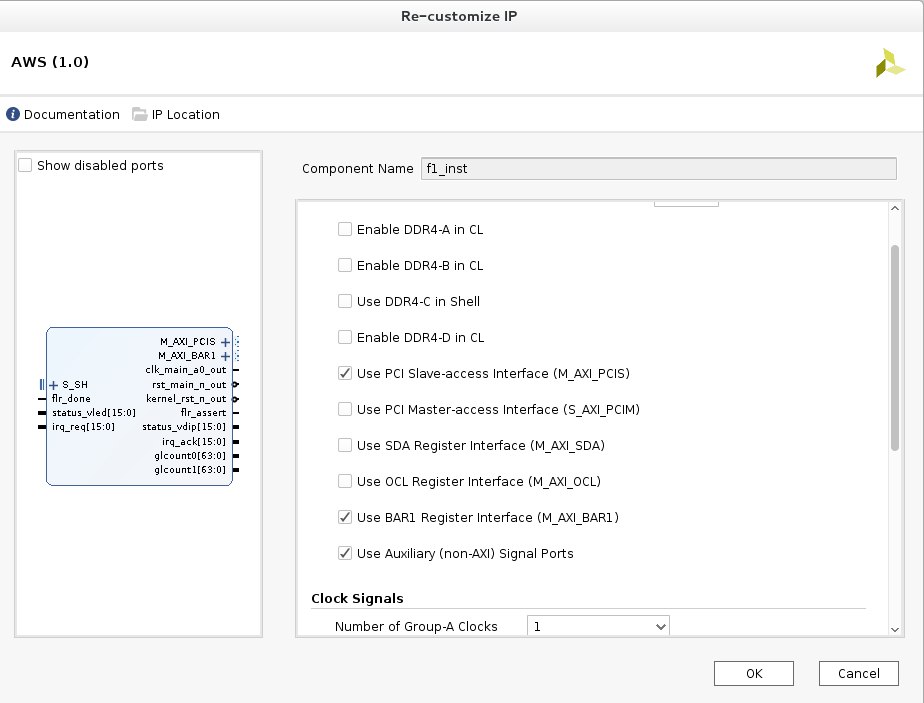 Re-customize IP
AWS (1.0)
i Documentation IP Location
Show disabled ports
M_AXI_PCIS
M_AXI_BAR1
clk_main_a0_out
S_SH rst_main_n_out
flr_done kernel_rst_n_out
status_vled[15:0] flr_assert
irq_req[15:0] status_vdip[15:0]
irq_ack[15:0]
glcount0[63:0]
glcount1[63:0]
Component Name f1_inst
Enable DDR4-A in CL
Enable DDR4-B in CL
Use DDR4-C in Shell
Enable DDR4-D in CL
Use PCI Slave-access Interface (M_AXI_PCIS)
Use PCI Master-access Interface (S_AXI_PCIM)
Use SDA Register Interface (M_AXI_SDA)
Use OCL Register Interface (M_AXI_OCL)
Use BAR1 Register Interface (M_AXI_BAR1)
Use Auxiliary (non-AXI) Signal Ports
Clock Signals
Number of Group-A Clocks 1
OK Cancel